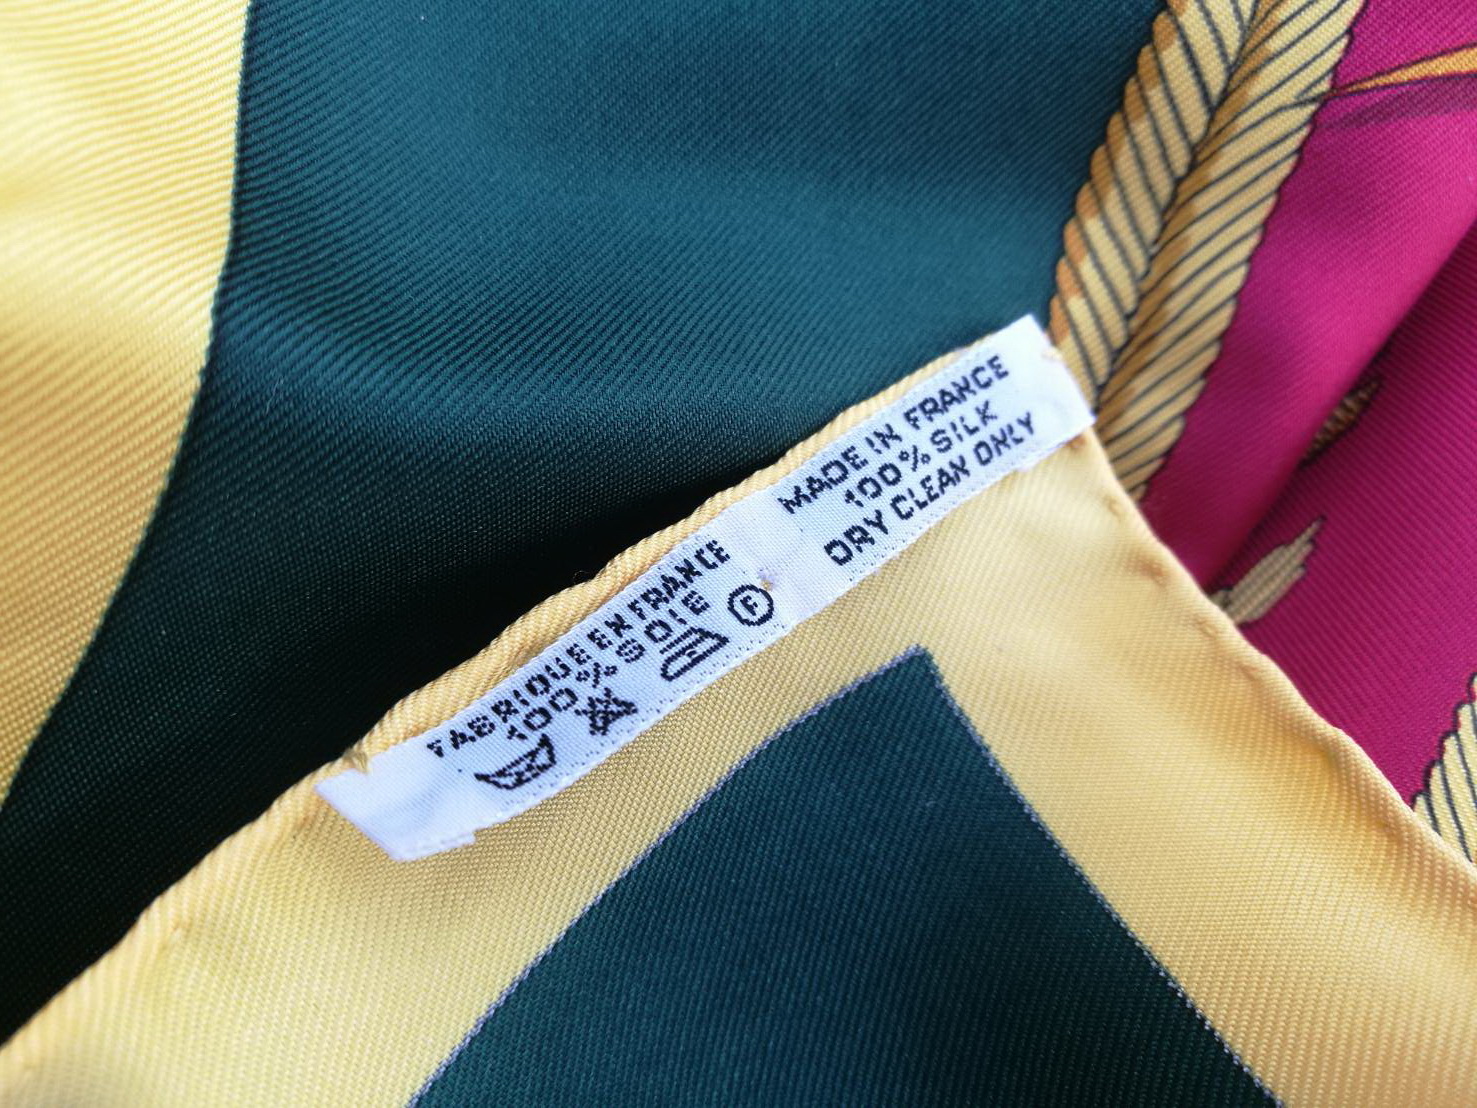 FABRIQUE EN FRANCE
100% SOIE
F
MADE IN FRANCE
100% SILK
DRY CLEAN ONLY